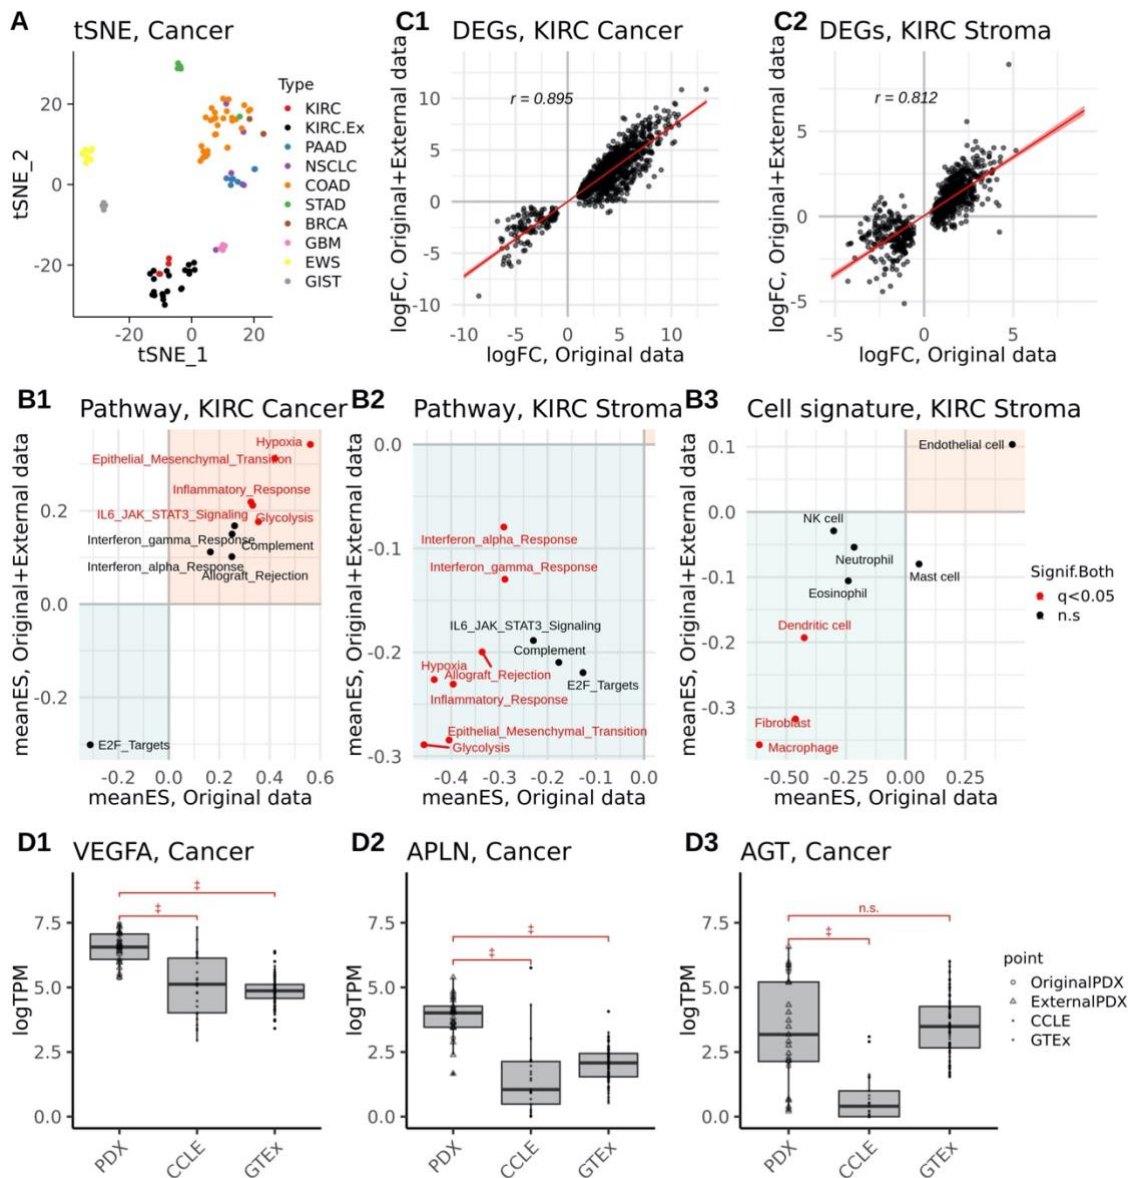 A
tSNE, Cancer
tSNE_2
20
0
-20
-20
0
20
tSNE_1
Type
KIRC
KIRC.Ex
PAAD
NSCLC
COAD
STAD
BRCA
GBM
EWS
GIST
C1
DEGs, KIRC Cancer
logFC, Original+External data
r = 0.895
10
5
0
-5
-10
-10
-5
0
5
10
logFC, Original data
C2
DEGs, KIRC Stroma
logFC, Original+External data
r = 0.812
5
0
-5
-5
0
5
logFC, Original data
B1
Pathway, KIRC Cancer
meanES, Original+External data
0.2
0.0
-0.2
Hypoxia
Epithelial_Mesenchymal_Transition
Inflammatory_Response
IL6_JAK_STAT3_Signaling
Glycolysis
Interferon_gamma_Response
Complement
Interferon_alpha_Response
Allograft_Rejection
E2F_Targets
-0.2
0.0
0.2
0.4
0.6
meanES, Original data
B2
Pathway, KIRC Stroma
meanES, Original+External data
0.0
-0.1
-0.2
-0.3
Interferon_alpha_Response
Interferon_gamma_Response
IL6_JAK_STAT3_Signaling
Complement
Hypoxia
Allograft_Rejection
E2F_Targets
Inflammatory_Response
Epithelial_Mesenchymal_Transition
Glycolysis
-0.4
-0.3
-0.2
-0.1
0.0
meanES, Original data
B3
Cell signature, KIRC Stroma
meanES, Original+External data
0.1
0.0
-0.1
-0.2
-0.3
Endothelial cell
NK cell
Neutrophil
Mast cell
Eosinophil
Dendritic cell
Fibroblast
Macrophage
-0.50
-0.25
0.00
0.25
meanES, Original data
Signif.Both
q<0.05
n.s
D1
VEGFA, Cancer
logTPM
7.5
5.0
2.5
0.0
‡
‡
PDX
CCLE
GTEx
D2
APLN, Cancer
logTPM
7.5
5.0
2.5
0.0
‡
‡
PDX
CCLE
GTEx
D3
AGT, Cancer
logTPM
7.5
5.0
2.5
0.0
n.s.
‡
PDX
CCLE
GTEx
point
OriginalPDX
ExternalPDX
CCLE
GTEx